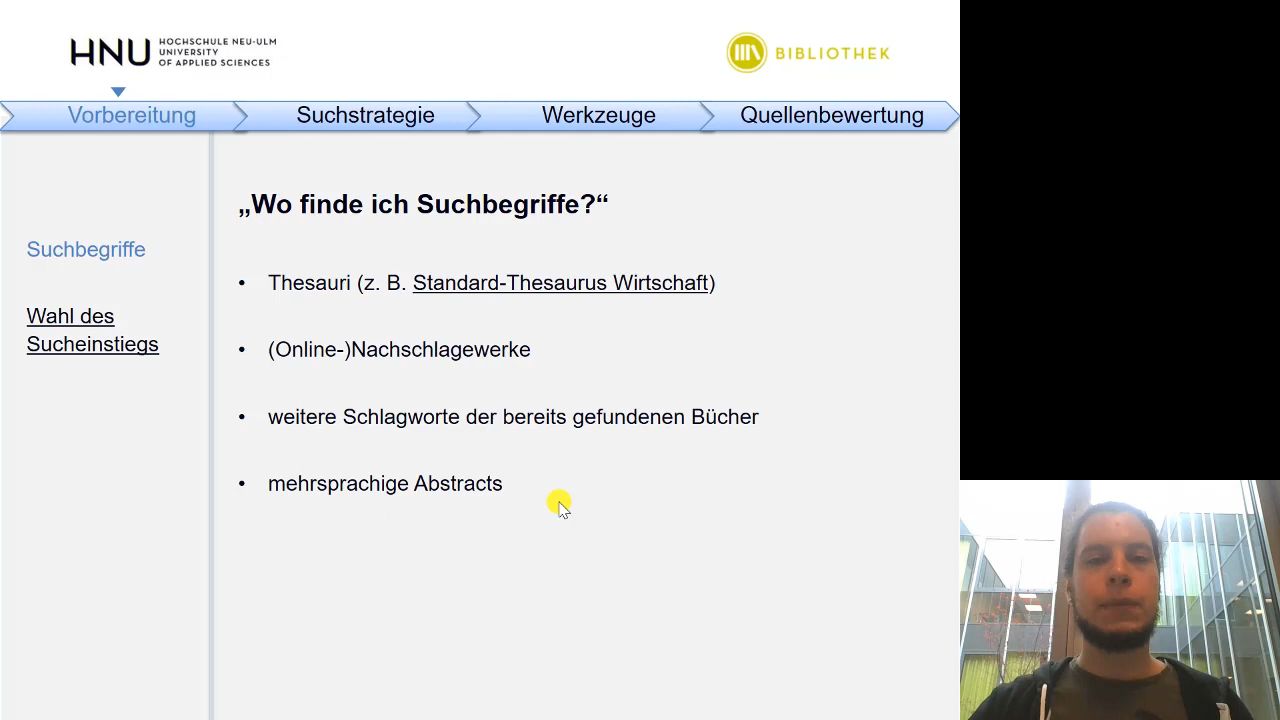 HNU HOCHSCHULE NEU-ULM
UNIVERSITY
OF APPLIED SCIENCES
BIBLIOTHEK
Vorbereitung
Suchstrategie
Werkzeuge
Quellenbewertung
Suchbegriffe
Wahl des
Sucheinstiegs
„Wo finde ich Suchbegriffe?“
• Thesauri (z. B. Standard-Thesaurus Wirtschaft)
• (Online-)Nachschlagewerke
• weitere Schlagworte der bereits gefundenen Bücher
• mehrsprachige Abstracts